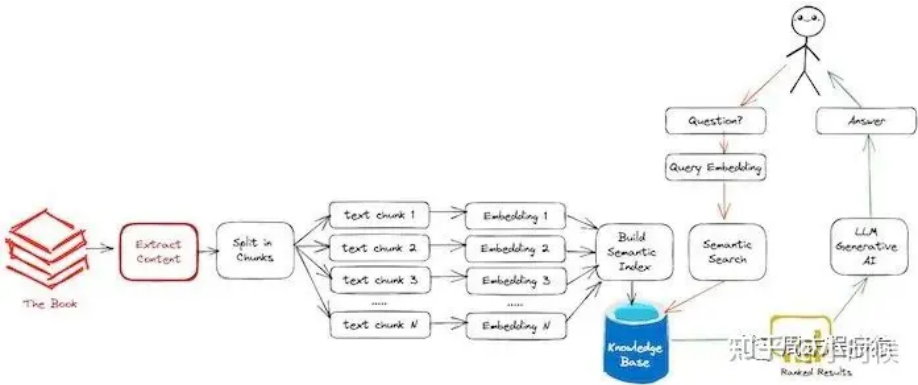 Question?
Answer
Query Embedding
text chunk 1
Embedding 1
Extract
Content
Split in
Chunks
text chunk 2
Embedding 2
Build
Semantic
Index
Semantic
Search
LLM
Generative
AI
text chunk 3
Embedding 3
The Book
.....
.....
text chunk N
Embedding N
Knowledge
Base
知乎
Ranked Results